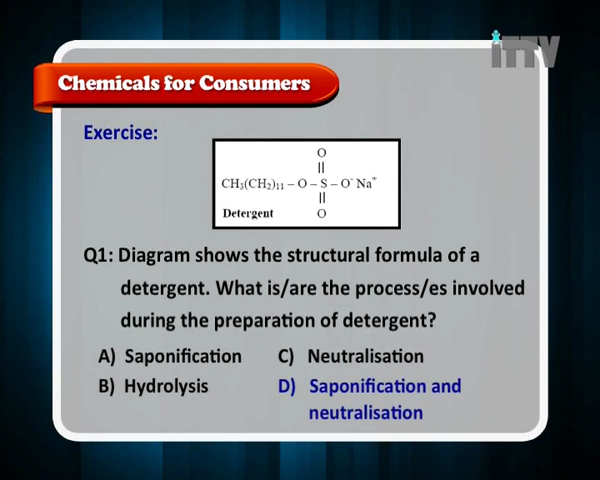 iTTV
Chemicals for Consumers
Exercise:
O
||
CH₃(CH₂)₁₁ – O – S – O⁻ Na⁺
||
Detergent O
Q1: Diagram shows the structural formula of a
detergent. What is/are the process/es involved
during the preparation of detergent?
A) Saponification C) Neutralisation
B) Hydrolysis D) Saponification and
neutralisation